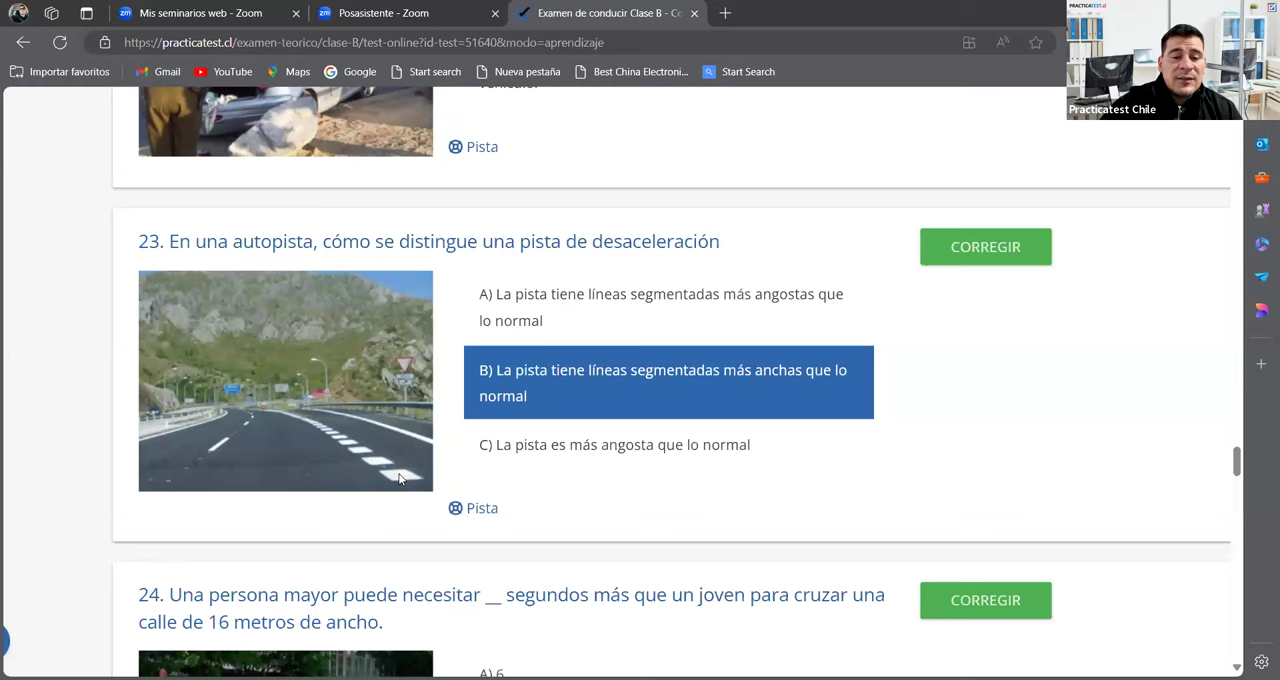 Mis seminarios web - Zoom
Posasistente - Zoom
Examen de conducir Clase B - Co
https://practicatest.cl/examen-teorico/clase-B/test-online?id-test=51640&modo=aprendizaje
Importar favoritos
Gmail
YouTube
Maps
Google
Start search
Nueva pestaña
Best China Electroni...
Start Search
PRACTICATEST.cl
Practicatest Chile
Pista
23. En una autopista, cómo se distingue una pista de desaceleración
CORREGIR
A) La pista tiene líneas segmentadas más angostas que
lo normal
B) La pista tiene líneas segmentadas más anchas que lo
normal
C) La pista es más angosta que lo normal
Pista
24. Una persona mayor puede necesitar __ segundos más que un joven para cruzar una
calle de 16 metros de ancho.
CORREGIR
A) 6